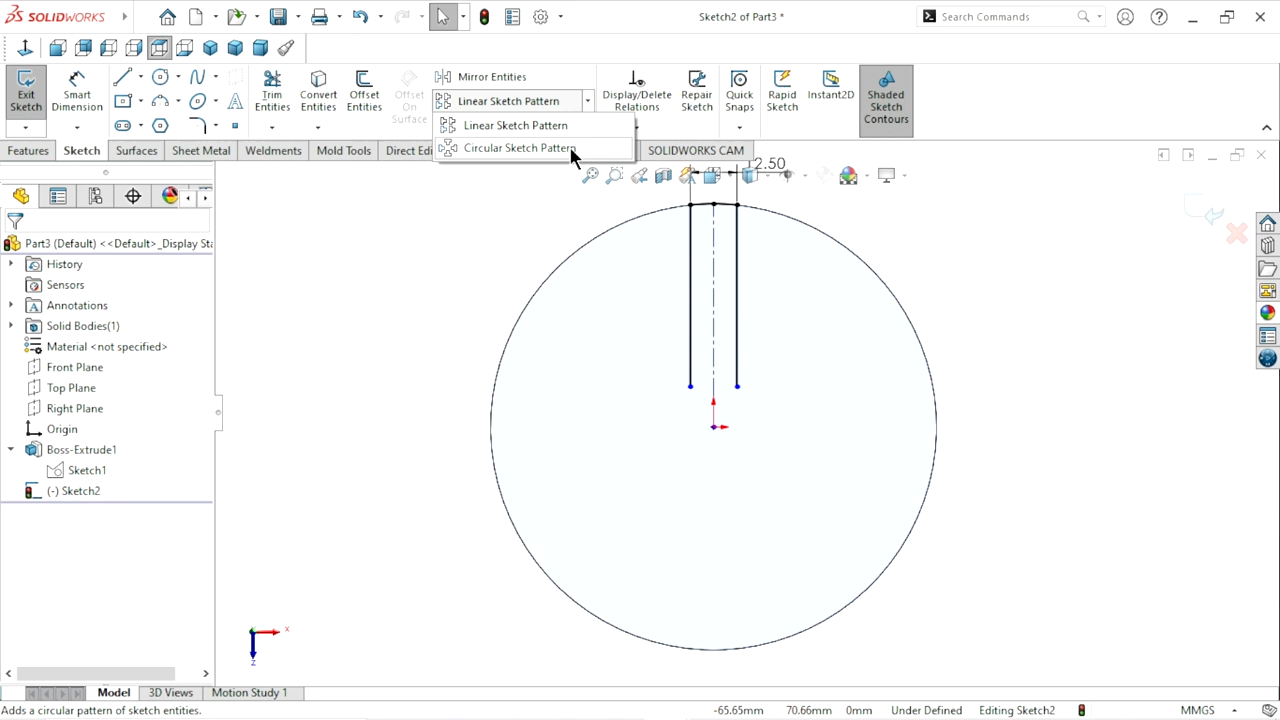 SOLIDWORKS
Sketch2 of Part3 *
Search Commands
Exit Sketch
Smart Dimension
Trim Entities
Convert Entities
Offset Entities
Offset On Surface
Mirror Entities
Linear Sketch Pattern
Linear Sketch Pattern
Circular Sketch Pattern
Display/Delete Relations
Repair Sketch
Quick Snaps
Rapid Sketch
Instant2D
Shaded Sketch Contours
Features
Sketch
Surfaces
Sheet Metal
Weldments
Mold Tools
Direct Edi
SOLIDWORKS CAM
Part3 (Default) <<Default>_Display Sta
History
Sensors
Annotations
Solid Bodies(1)
Material <not specified>
Front Plane
Top Plane
Right Plane
Origin
Boss-Extrude1
Sketch1
(-) Sketch2
2.50
X
Z
Model
3D Views
Motion Study 1
Adds a circular pattern of sketch entities.
-65.65mm
70.66mm
0mm
Under Defined
Editing Sketch2
MMGS